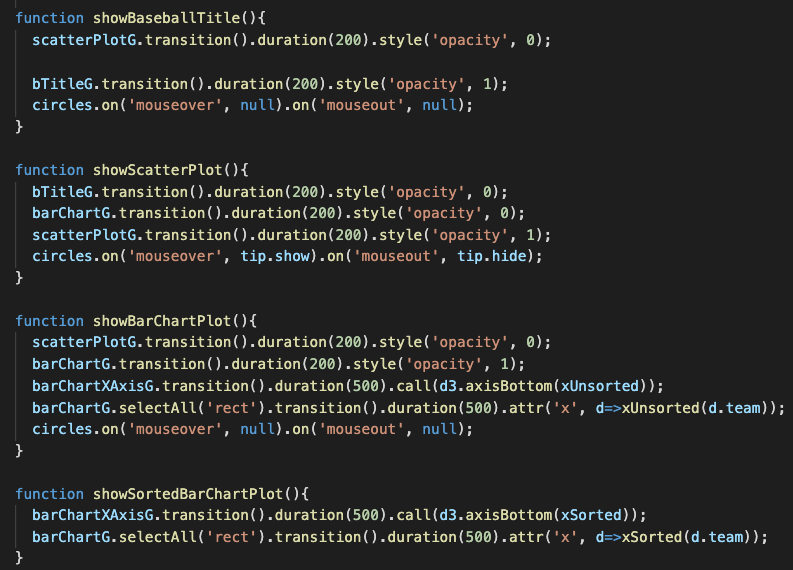 function showBaseballTitle(){
  scatterPlotG.transition().duration(200).style('opacity', 0);

  bTitleG.transition().duration(200).style('opacity', 1);
  circles.on('mouseover', null).on('mouseout', null);
}

function showScatterPlot(){
  bTitleG.transition().duration(200).style('opacity', 0);
  barChartG.transition().duration(200).style('opacity', 0);
  scatterPlotG.transition().duration(200).style('opacity', 1);
  circles.on('mouseover', tip.show).on('mouseout', tip.hide);
}

function showBarChartPlot(){
  scatterPlotG.transition().duration(200).style('opacity', 0);
  barChartG.transition().duration(200).style('opacity', 1);
  barChartXAxisG.transition().duration(500).call(d3.axisBottom(xUnsorted));
  barChartG.selectAll('rect').transition().duration(500).attr('x', d=>xUnsorted(d.team));
  circles.on('mouseover', null).on('mouseout', null);
}

function showSortedBarChartPlot(){
  barChartXAxisG.transition().duration(500).call(d3.axisBottom(xSorted));
  barChartG.selectAll('rect').transition().duration(500).attr('x', d=>xSorted(d.team));
}